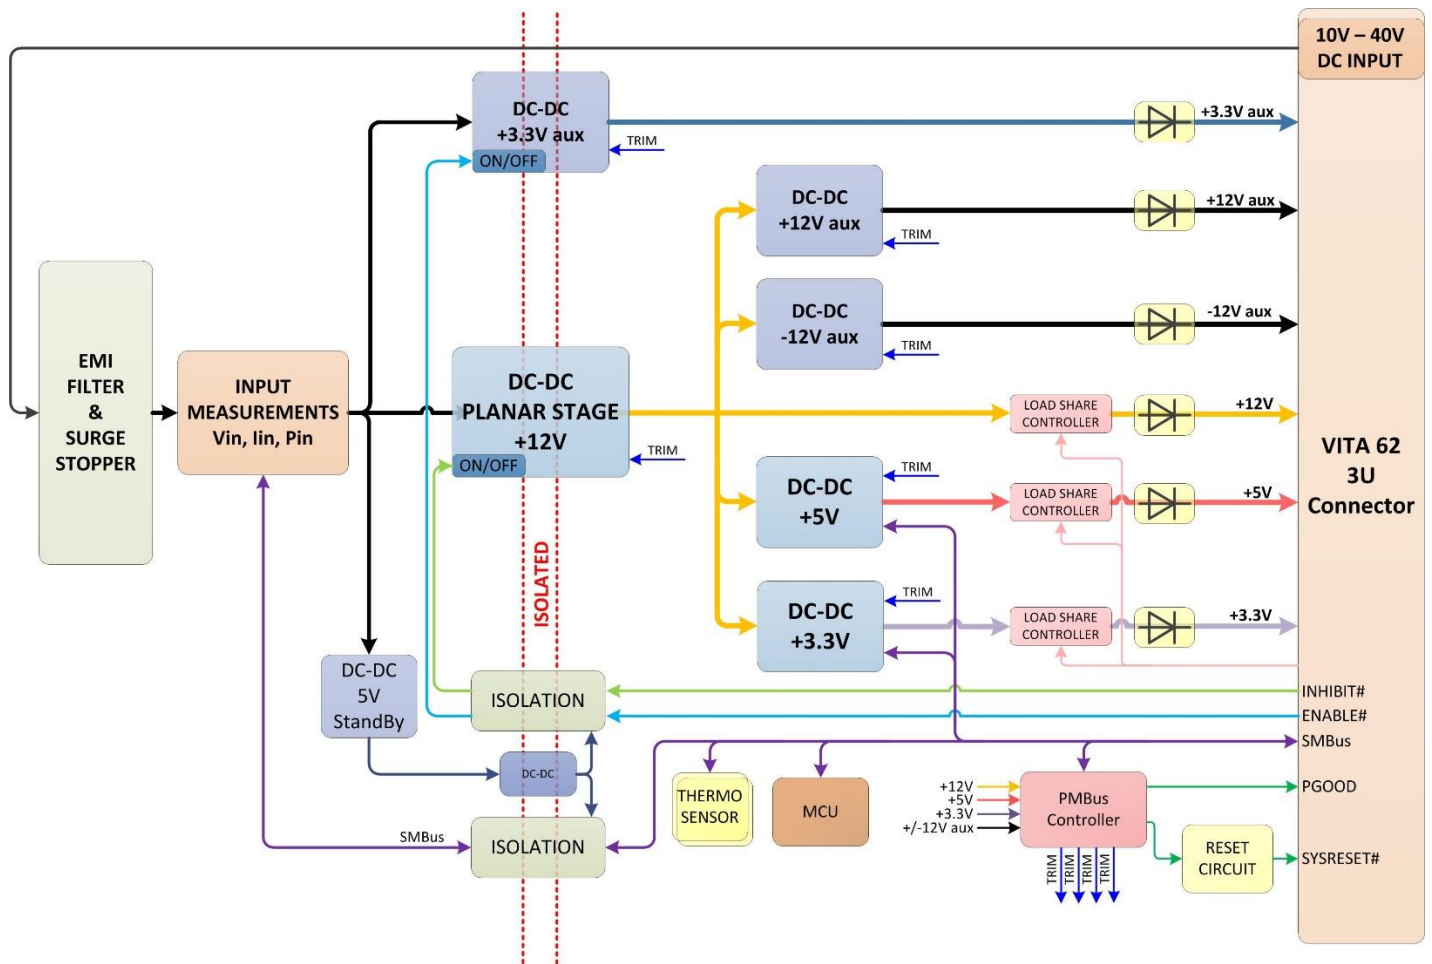 10V – 40V
DC INPUT
DC-DC
+3.3V aux
ON/OFF
TRIM
+3.3V aux
DC-DC
+12V aux
TRIM
+12V aux
DC-DC
-12V aux
TRIM
-12V aux
EMI
FILTER
&
SURGE
STOPPER
INPUT
MEASUREMENTS
Vin, Iin, Pin
DC-DC
PLANAR STAGE
+12V
ON/OFF
TRIM
LOAD SHARE
CONTROLLER
+12V
DC-DC
+5V
TRIM
LOAD SHARE
CONTROLLER
+5V
DC-DC
+3.3V
TRIM
LOAD SHARE
CONTROLLER
+3.3V
VITA 62
3U
Connector
ISOLATED
DC-DC
5V
StandBy
ISOLATION
DC-DC
ISOLATION
SMBus
INHIBIT#
ENABLE#
SMBus
PGOOD
SYSRESET#
THERMO
SENSOR
MCU
+12V
+5V
+3.3V
+/-12V aux
PMBus
Controller
TRIM
TRIM
TRIM
TRIM
RESET
CIRCUIT